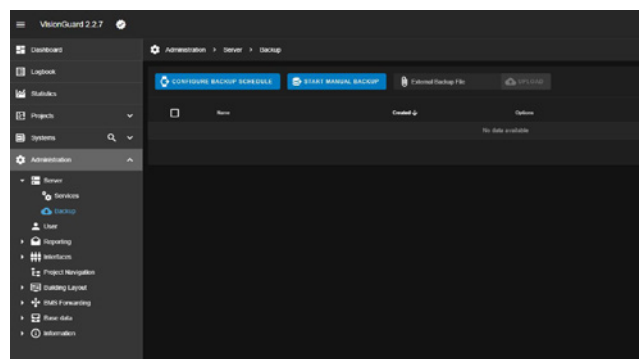 VisionGuard 2.2.7
Dashboard
Administration > Server > Backup
Logbook
CONFIGURE BACKUP SCHEDULE
START MANUAL BACKUP
External Backup File
UPLOAD
Statistics
Projects
Name
Created
Options
Systems
No data available
Administration
Server
Services
Backup
User
Reporting
Interfaces
Project Navigation
Building Layout
BMS Forwarding
Base data
Information